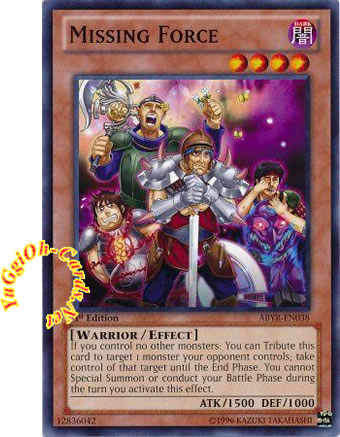 MISSING FORCE
DARK
闇
YuGgiOh-Cards.Net
1st Edition
ABYR-EN038
[WARRIOR / EFFECT]
If you control no other monsters: You can Tribute this
card to target 1 monster your opponent controls; take
control of that target until the End Phase. You cannot
Special Summon or conduct your Battle Phase during
the turn you activate this effect.
ATK/1500 DEF/1000
12836042
©1996 KAZUKI TAKAHASHI